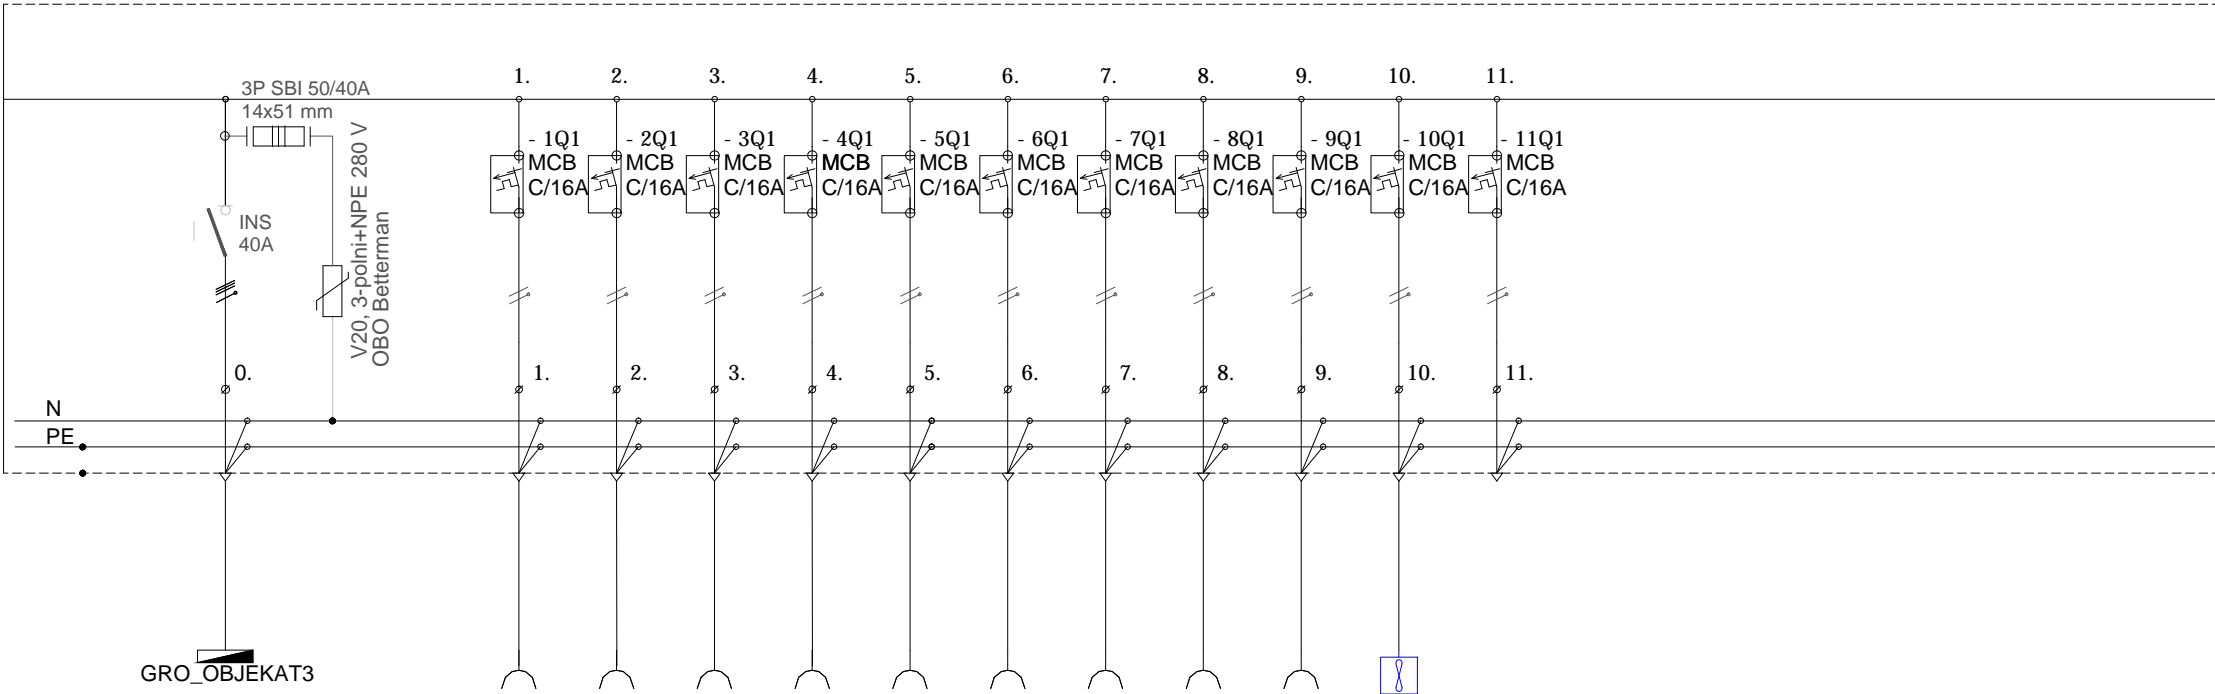 1. 2. 3. 4. 5. 6. 7. 8. 9. 10. 11.
3P SBI 50/40A
14x51 mm
V20, 3-polni+NPE 280 V
OBO Betterman
INS
40A
- 1Q1
MCB
C/16A
- 2Q1
MCB
C/16A
- 3Q1
MCB
C/16A
- 4Q1
MCB
C/16A
- 5Q1
MCB
C/16A
- 6Q1
MCB
C/16A
- 7Q1
MCB
C/16A
- 8Q1
MCB
C/16A
- 9Q1
MCB
C/16A
- 10Q1
MCB
C/16A
- 11Q1
MCB
C/16A
0. 1. 2. 3. 4. 5. 6. 7. 8. 9. 10. 11.
N
PE
GRO_OBJEKAT3